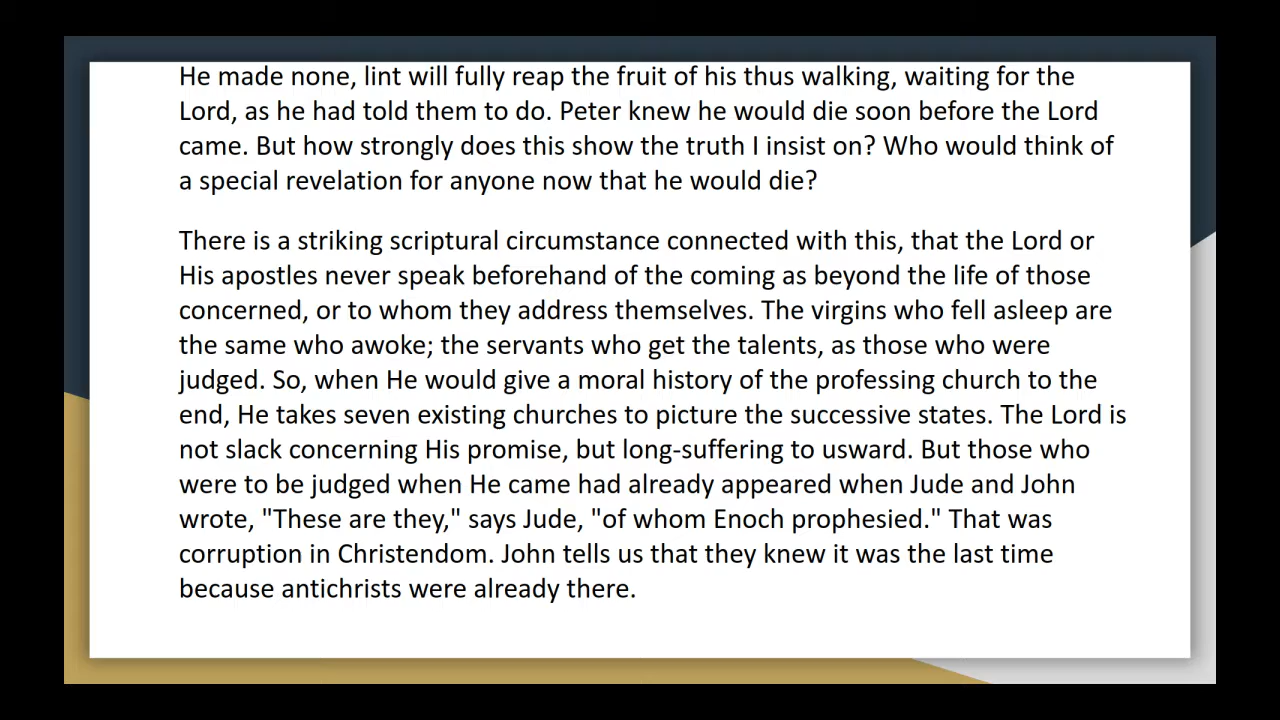 He made none, lint will fully reap the fruit of his thus walking, waiting for the
Lord, as he had told them to do. Peter knew he would die soon before the Lord
came. But how strongly does this show the truth I insist on? Who would think of
a special revelation for anyone now that he would die?
There is a striking scriptural circumstance connected with this, that the Lord or
His apostles never speak beforehand of the coming as beyond the life of those
concerned, or to whom they address themselves. The virgins who fell asleep are
the same who awoke; the servants who get the talents, as those who were
judged. So, when He would give a moral history of the professing church to the
end, He takes seven existing churches to picture the successive states. The Lord is
not slack concerning His promise, but long-suffering to usward. But those who
were to be judged when He came had already appeared when Jude and John
wrote, "These are they," says Jude, "of whom Enoch prophesied." That was
corruption in Christendom. John tells us that they knew it was the last time
because antichrists were already there.